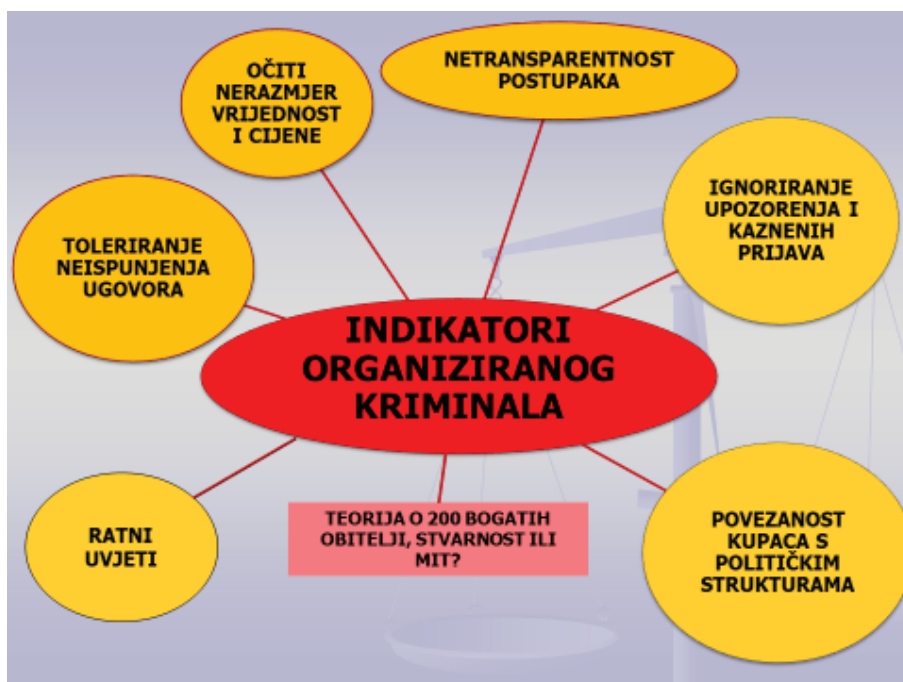 OČITI
NERAZMJER
VRIJEDNOST
I CIJENE
NETRANSPARENTNOST
POSTUPAKA
IGNORIRANJE
UPOZORENJA I
KAZNENIH
PRIJAVA
TOLERIRANJE
NEISPUNJENJA
UGOVORA
INDIKATORI
ORGANIZIRANOG
KRIMINALA
RATNI
UVJETI
TEORIJA O 200 BOGATIH
OBITELJI, STVARNOST ILI
MIT?
POVEZANOST
KUPACA S
POLITIČKIM
STRUKTURAMA